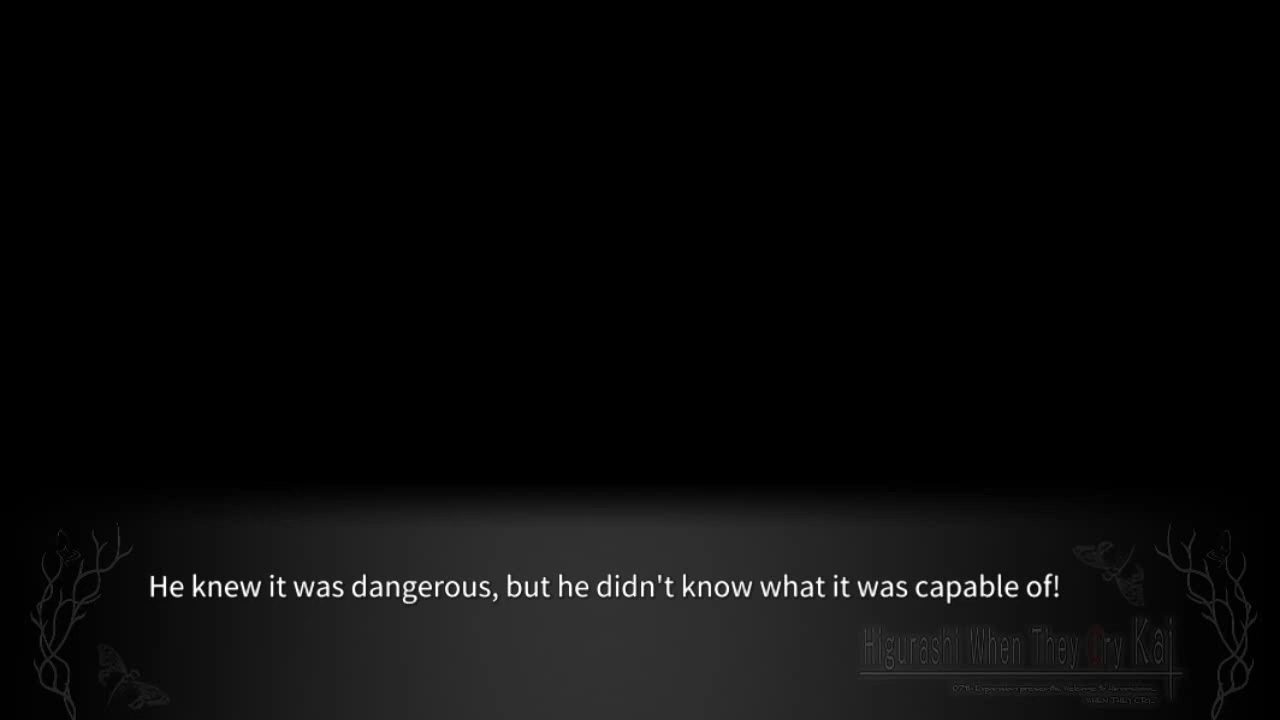 He knew it was dangerous, but he didn't know what it was capable of!
Higurashi When They Cry Kai